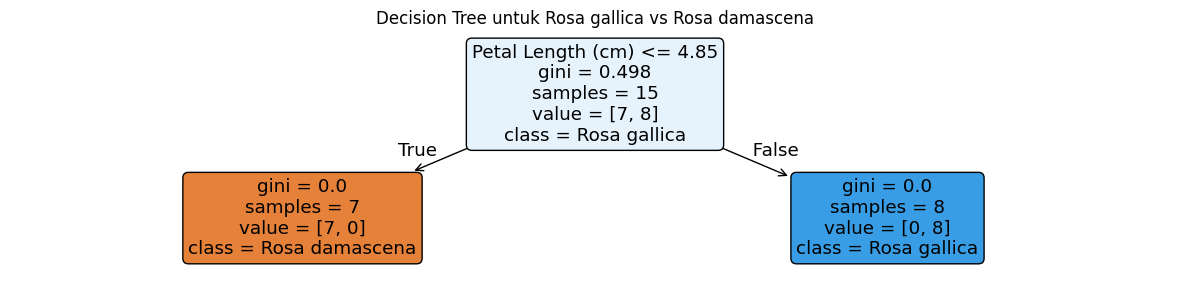 Decision Tree untuk Rosa gallica vs Rosa damascena
Petal Length (cm) <= 4.85
gini = 0.498
samples = 15
value = [7, 8]
class = Rosa gallica
True
False
gini = 0.0
samples = 7
value = [7, 0]
class = Rosa damascena
gini = 0.0
samples = 8
value = [0, 8]
class = Rosa gallica